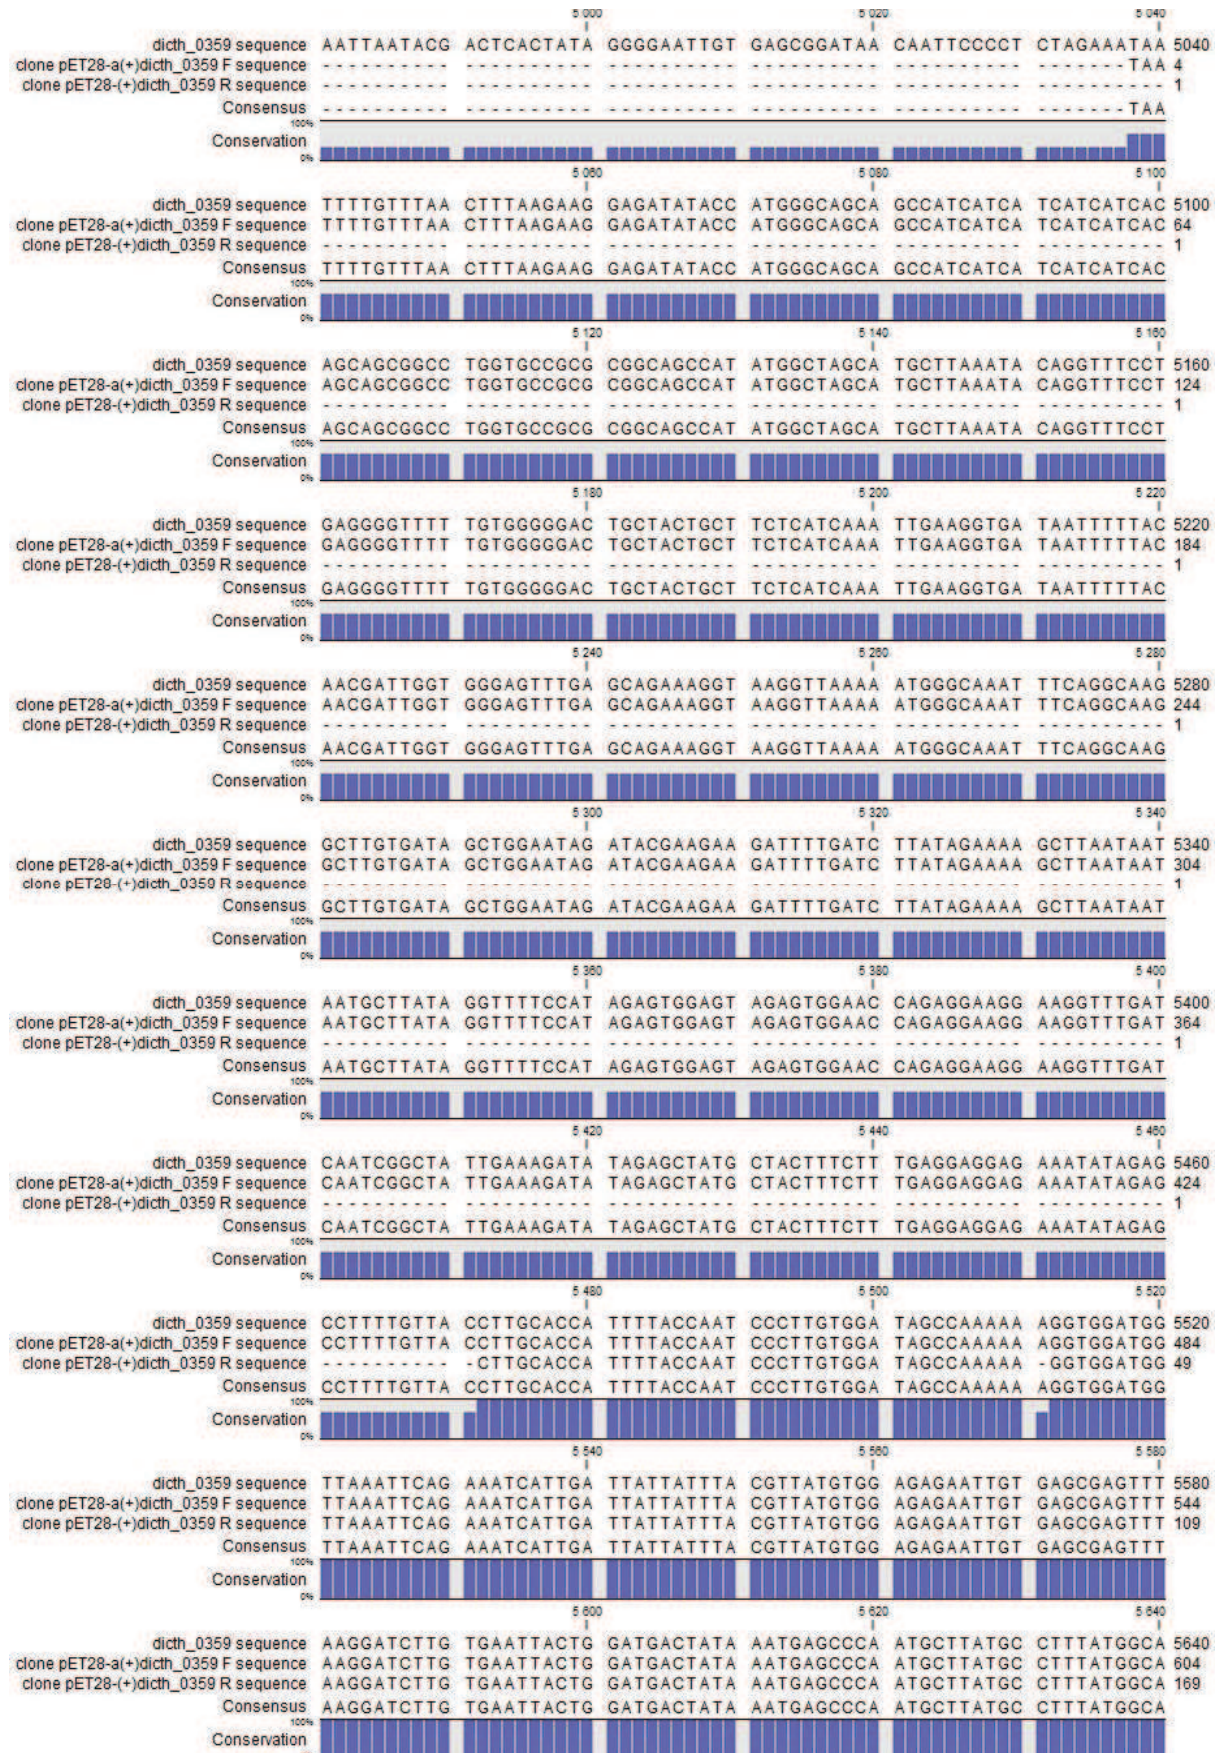 5 000 5 020 5 040
dicth_0359 sequence AATTAATACG ACTCACTATA GGGGAATTGT GAGCGGATAA CAATTCCCCT CTAGAAATAA 5040
clone pET28-a(+)dicth_0359 F sequence - - - - - - - - - - - - - - - - - - - - - - - - - - - - - - - - - - - - - - - - - - - - - - - - - - - - - - - - - TAA 4
clone pET28-(+)dicth_0359 R sequence - - - - - - - - - - - - - - - - - - - - - - - - - - - - - - - - - - - - - - - - - - - - - - - - - - - - - - - - - - - - 1
Consensus - - - - - - - - - - - - - - - - - - - - - - - - - - - - - - - - - - - - - - - - - - - - - - - - - - - - - - - - - TAA
100%
Conservation
0%
5 060 5 080 5 100
dicth_0359 sequence TTTTGTTTAA CTTTAAGAAG GAGATATACC ATGGGCAGCA GCCATCATCA TCATCATCAC 5100
clone pET28-a(+)dicth_0359 F sequence TTTTGTTTAA CTTTAAGAAG GAGATATACC ATGGGCAGCA GCCATCATCA TCATCATCAC 64
clone pET28-(+)dicth_0359 R sequence - - - - - - - - - - - - - - - - - - - - - - - - - - - - - - - - - - - - - - - - - - - - - - - - - - - - - - - - - - - - 1
Consensus TTTTGTTTAA CTTTAAGAAG GAGATATACC ATGGGCAGCA GCCATCATCA TCATCATCAC
100%
Conservation
0%
5 120 5 140 5 160
dicth_0359 sequence AGCAGCGGCC TGGTGCCGCG CGGCAGCCAT ATGGCTAGCA TGCTTAAATA CAGGTTTCCT 5160
clone pET28-a(+)dicth_0359 F sequence AGCAGCGGCC TGGTGCCGCG CGGCAGCCAT ATGGCTAGCA TGCTTAAATA CAGGTTTCCT 124
clone pET28-(+)dicth_0359 R sequence - - - - - - - - - - - - - - - - - - - - - - - - - - - - - - - - - - - - - - - - - - - - - - - - - - - - - - - - - - - - 1
Consensus AGCAGCGGCC TGGTGCCGCG CGGCAGCCAT ATGGCTAGCA TGCTTAAATA CAGGTTTCCT
100%
Conservation
0%
5 180 5 200 5 220
dicth_0359 sequence GAGGGGTTTT TGTGGGGGAC TGCTACTGCT TCTCATCAAA TTGAAGGTGA TAATTTTTAC 5220
clone pET28-a(+)dicth_0359 F sequence GAGGGGTTTT TGTGGGGGAC TGCTACTGCT TCTCATCAAA TTGAAGGTGA TAATTTTTAC 184
clone pET28-(+)dicth_0359 R sequence - - - - - - - - - - - - - - - - - - - - - - - - - - - - - - - - - - - - - - - - - - - - - - - - - - - - - - - - - - - - 1
Consensus GAGGGGTTTT TGTGGGGGAC TGCTACTGCT TCTCATCAAA TTGAAGGTGA TAATTTTTAC
100%
Conservation
0%
5 240 5 260 5 280
dicth_0359 sequence AACGATTGGT GGGAGTTTGA GCAGAAAGGT AAGGTTAAAA ATGGGCAAAT TTCAGGCAAG 5280
clone pET28-a(+)dicth_0359 F sequence AACGATTGGT GGGAGTTTGA GCAGAAAGGT AAGGTTAAAA ATGGGCAAAT TTCAGGCAAG 244
clone pET28-(+)dicth_0359 R sequence - - - - - - - - - - - - - - - - - - - - - - - - - - - - - - - - - - - - - - - - - - - - - - - - - - - - - - - - - - - - 1
Consensus AACGATTGGT GGGAGTTTGA GCAGAAAGGT AAGGTTAAAA ATGGGCAAAT TTCAGGCAAG
100%
Conservation
0%
5 300 5 320 5 340
dicth_0359 sequence GCTTGTGATA GCTGGAATAG ATACGAAGAA GATTTTGATC TTATAGAAAA GCTTAATAAT 5340
clone pET28-a(+)dicth_0359 F sequence GCTTGTGATA GCTGGAATAG ATACGAAGAA GATTTTGATC TTATAGAAAA GCTTAATAAT 304
clone pET28-(+)dicth_0359 R sequence - - - - - - - - - - - - - - - - - - - - - - - - - - - - - - - - - - - - - - - - - - - - - - - - - - - - - - - - - - - - 1
Consensus GCTTGTGATA GCTGGAATAG ATACGAAGAA GATTTTGATC TTATAGAAAA GCTTAATAAT
100%
Conservation
0%
5 360 5 380 5 400
dicth_0359 sequence AATGCTTATA GGTTTTCCAT AGAGTGGAGT AGAGTGGAAC CAGAGGAAGG AAGGTTTGAT 5400
clone pET28-a(+)dicth_0359 F sequence AATGCTTATA GGTTTTCCAT AGAGTGGAGT AGAGTGGAAC CAGAGGAAGG AAGGTTTGAT 364
clone pET28-(+)dicth_0359 R sequence - - - - - - - - - - - - - - - - - - - - - - - - - - - - - - - - - - - - - - - - - - - - - - - - - - - - - - - - - - - - 1
Consensus AATGCTTATA GGTTTTCCAT AGAGTGGAGT AGAGTGGAAC CAGAGGAAGG AAGGTTTGAT
100%
Conservation
0%
5 420 5 440 5 460
dicth_0359 sequence CAATCGGCTA TTGAAAGATA TAGAGCTATG CTACTTTCTT TGAGGAGGAG AAATATAGAG 5460
clone pET28-a(+)dicth_0359 F sequence CAATCGGCTA TTGAAAGATA TAGAGCTATG CTACTTTCTT TGAGGAGGAG AAATATAGAG 424
clone pET28-(+)dicth_0359 R sequence - - - - - - - - - - - - - - - - - - - - - - - - - - - - - - - - - - - - - - - - - - - - - - - - - - - - - - - - - - - - 1
Consensus CAATCGGCTA TTGAAAGATA TAGAGCTATG CTACTTTCTT TGAGGAGGAG AAATATAGAG
100%
Conservation
0%
5 480 5 500 5 520
dicth_0359 sequence CCTTTTGTTA CCTTGCACCA TTTTACCAAT CCCTTGTGGA TAGCCAAAAA AGGTGGATGG 5520
clone pET28-a(+)dicth_0359 F sequence CCTTTTGTTA CCTTGCACCA TTTTACCAAT CCCTTGTGGA TAGCCAAAAA AGGTGGATGG 484
clone pET28-(+)dicth_0359 R sequence - - - - - - - - - - -CTTGCACCA TTTTACCAAT CCCTTGTGGA TAGCCAAAAA -GGTGGATGG 49
Consensus CCTTTTGTTA CCTTGCACCA TTTTACCAAT CCCTTGTGGA TAGCCAAAAA AGGTGGATGG
100%
Conservation
0%
5 540 5 560 5 580
dicth_0359 sequence TTAAATTCAG AAATCATTGA TTATTATTTA CGTTATGTGG AGAGAATTGT GAGCGAGTTT 5580
clone pET28-a(+)dicth_0359 F sequence TTAAATTCAG AAATCATTGA TTATTATTTA CGTTATGTGG AGAGAATTGT GAGCGAGTTT 544
clone pET28-(+)dicth_0359 R sequence TTAAATTCAG AAATCATTGA TTATTATTTA CGTTATGTGG AGAGAATTGT GAGCGAGTTT 109
Consensus TTAAATTCAG AAATCATTGA TTATTATTTA CGTTATGTGG AGAGAATTGT GAGCGAGTTT
100%
Conservation
0%
5 600 5 620 5 640
dicth_0359 sequence AAGGATCTTG TGAATTACTG GATGACTATA AATGAGCCCA ATGCTTATGC CTTTATGGCA 5640
clone pET28-a(+)dicth_0359 F sequence AAGGATCTTG TGAATTACTG GATGACTATA AATGAGCCCA ATGCTTATGC CTTTATGGCA 604
clone pET28-(+)dicth_0359 R sequence AAGGATCTTG TGAATTACTG GATGACTATA AATGAGCCCA ATGCTTATGC CTTTATGGCA 169
Consensus AAGGATCTTG TGAATTACTG GATGACTATA AATGAGCCCA ATGCTTATGC CTTTATGGCA
100%
Conservation